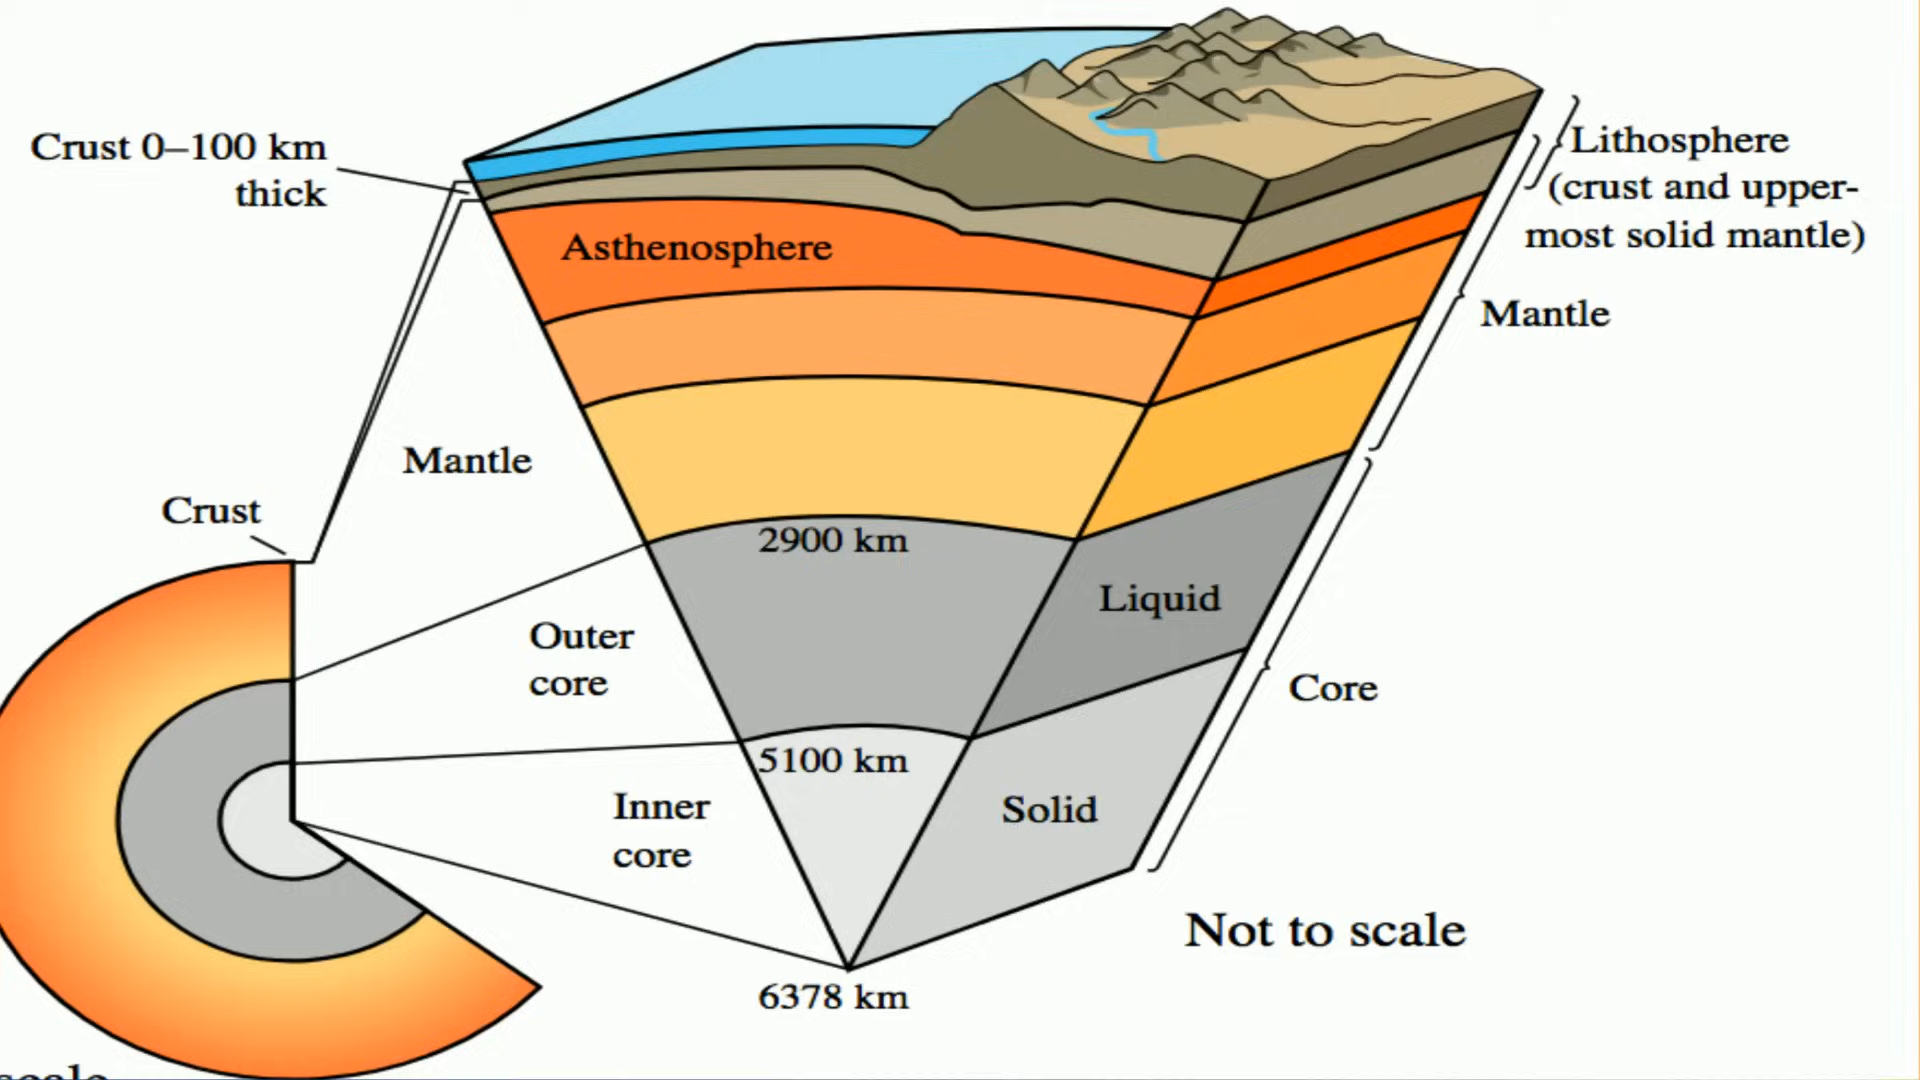 Crust 0–100 km
thick
Lithosphere
(crust and upper-
most solid mantle)
Asthenosphere
Mantle
Mantle
Crust
2900 km
Liquid
Outer
core
Core
5100 km
Inner
core
Solid
Not to scale
6378 km
scale